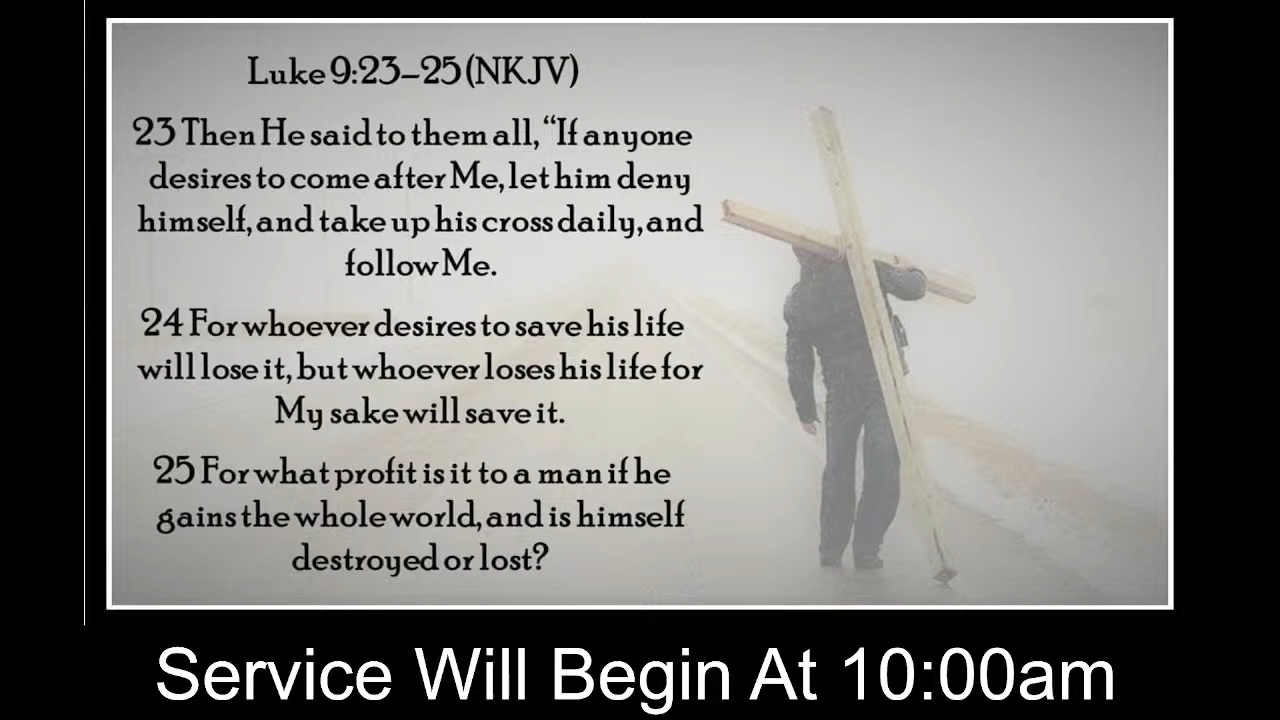 Luke 9:23–25 (NKJV)
23 Then He said to them all, “If anyone
desires to come after Me, let him deny
himself, and take up his cross daily, and
follow Me.
24 For whoever desires to save his life
will lose it, but whoever loses his life for
My sake will save it.
25 For what profit is it to a man if he
gains the whole world, and is himself
destroyed or lost?
Service Will Begin At 10:00am